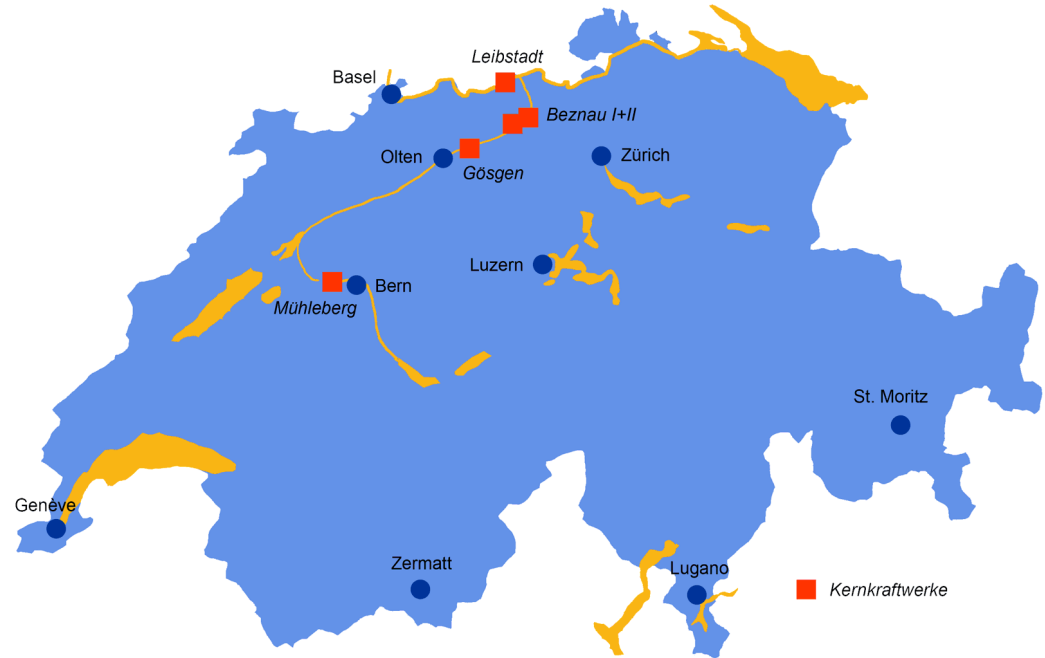 Leibstadt
Basel
Beznau I+II
Olten
Zürich
Gösgen
Luzern
Bern
Mühleberg
St. Moritz
Genève
Zermatt
Lugano
Kernkraftwerke